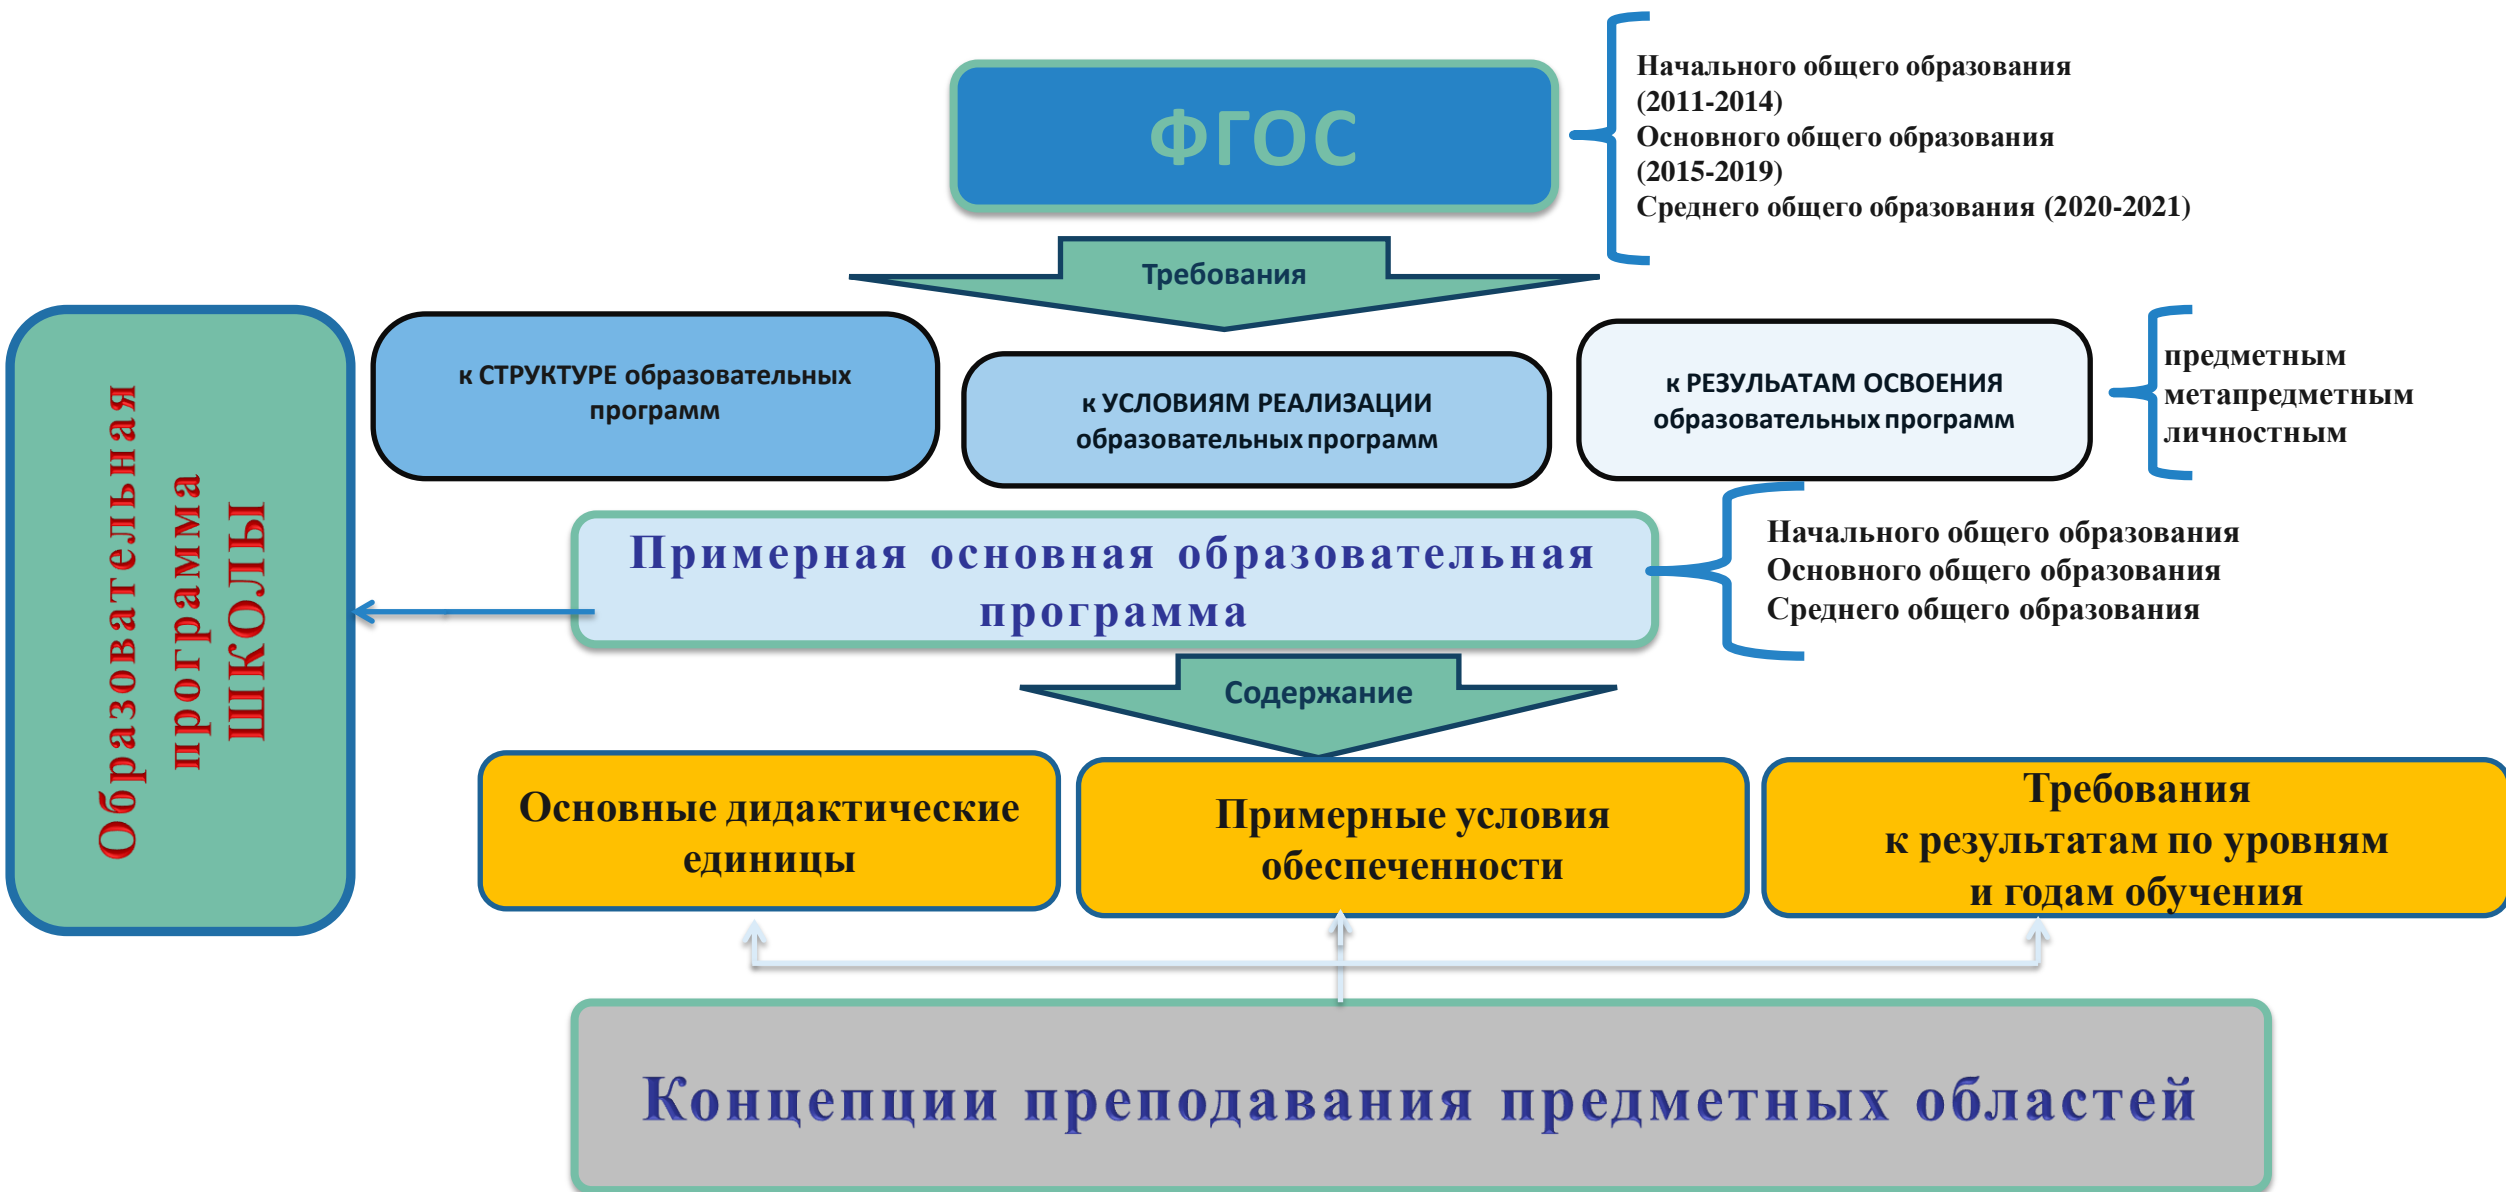 ФГОС
Начального общего образования
(2011-2014)
Основного общего образования
(2015-2019)
Среднего общего образования (2020-2021)
Требования
к СТРУКТУРЕ образовательных
программ
к УСЛОВИЯМ РЕАЛИЗАЦИИ
образовательных программ
к РЕЗУЛЬАТАМ ОСВОЕНИЯ
образовательных программ
предметным
метапредметным
личностным
Образовательная
программа
ШКОЛЫ
Примерная основная образовательная
программа
Начального общего образования
Основного общего образования
Среднего общего образования
Содержание
Основные дидактические
единицы
Примерные условия
обеспеченности
Требования
к результатам по уровням
и годам обучения
Концепции преподавания предметных областей